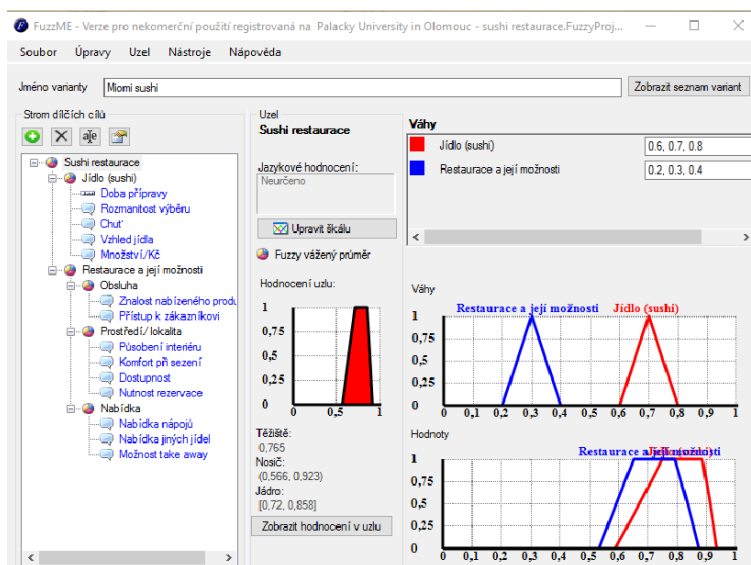 FuzzME - Verze pro nekomerční použití registrovaná na Palacky University in Olomouc - sushi restaurace.FuzzyProj...
Soubor Úpravy Uzel Nástroje Nápověda
Jméno varianty Miomi sushi Zobrazit seznam variant
Strom dílčích cílů
Sushi restaurace
Jídlo (sushi)
Doba přípravy
Rozmanitost výběru
Chuť
Vzhled jídla
Množství/Kč
Restaurace a její možnosti
Obsluha
Znalost nabízeného produ
Přístup k zákazníkovi
Prostředí/lokalita
Působení interiéru
Komfort při sezení
Dostupnost
Nutnost rezervace
Nabídka
Nabídka nápojů
Nabídka jiných jídel
Možnost take away
Uzel
Sushi restaurace
Jazykové hodnocení:
Neurčeno
Upravit škálu
Fuzzy vážený průměr
Hodnocení uzlu:
1
0,75
0,5
0,25
0
0 0,5 1
Těžiště:
0,765
Nosič:
(0,566, 0,923)
Jádro:
[0,72, 0,858]
Zobrazit hodnocení v uzlu
Váhy
Jídlo (sushi) 0.6, 0.7, 0.8
Restaurace a její možnosti 0.2, 0.3, 0.4
Váhy
Restaurace a její možnosti Jídlo (sushi)
1
0,75
0,5
0,25
0
0 0,1 0,2 0,3 0,4 0,5 0,6 0,7 0,8 0,9 1
Hodnoty
Restaurace a její možnosti
1
0,75
0,5
0,25
0
0 0,1 0,2 0,3 0,4 0,5 0,6 0,7 0,8 0,9 1